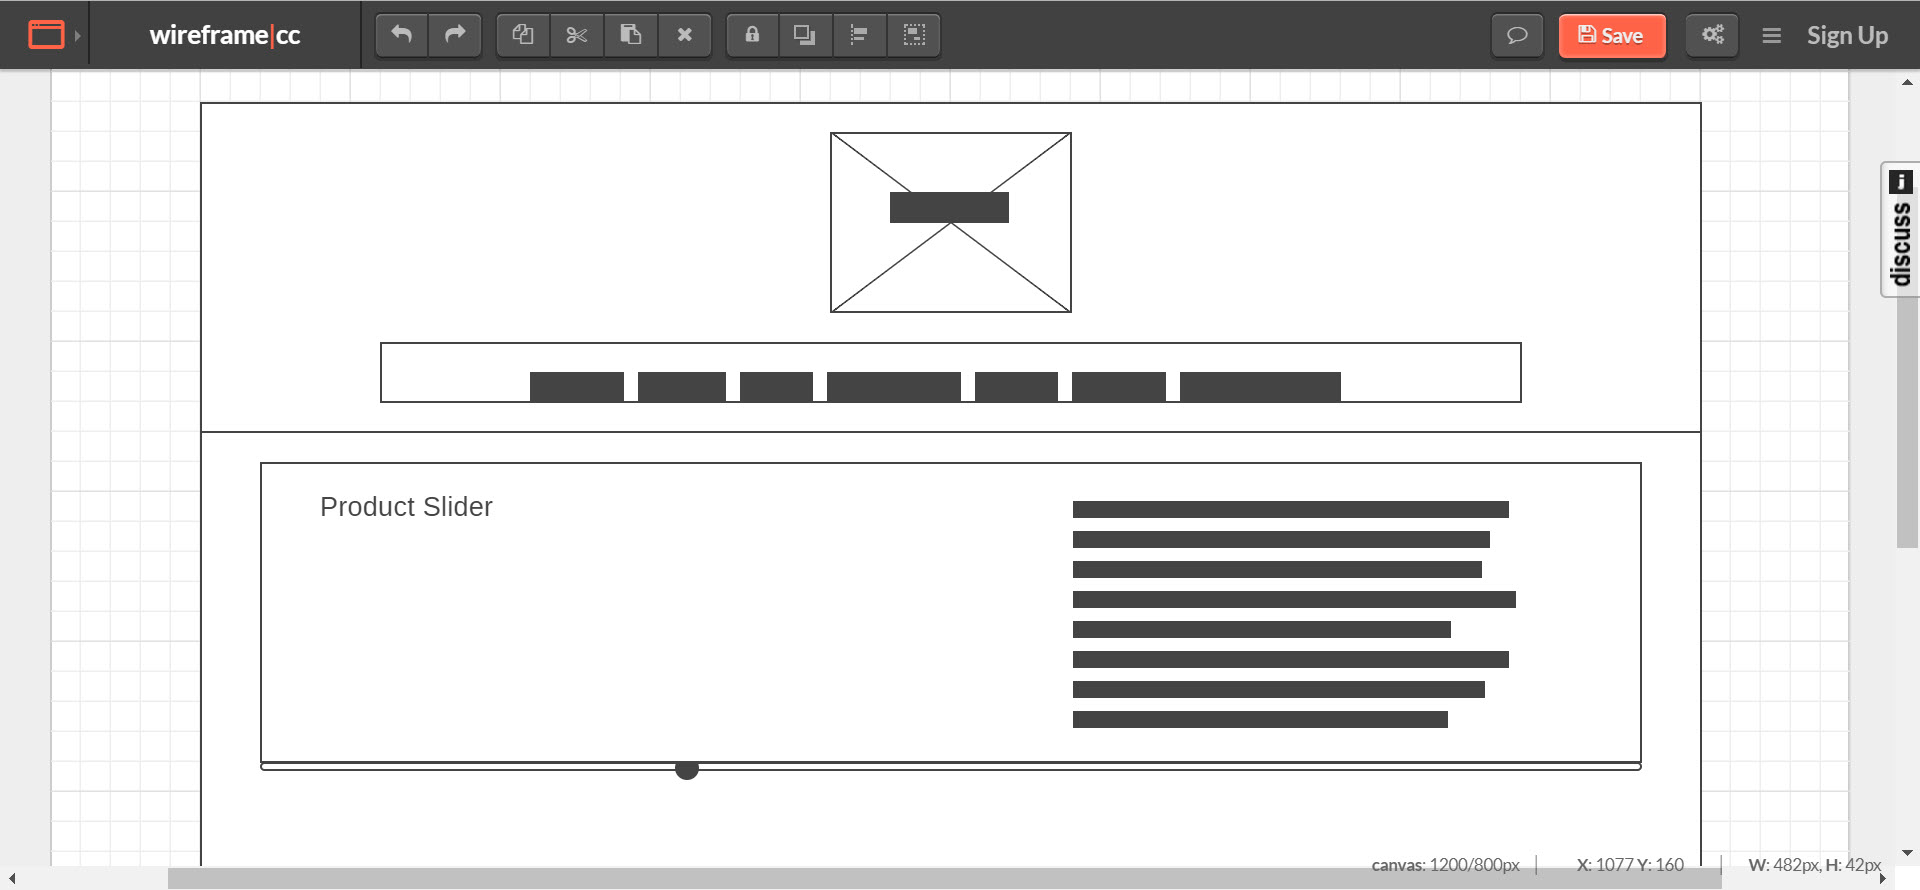 wireframe|cc
Save
Sign Up
discuss
Product Slider
canvas: 1200/800px
X: 1077 Y: 160
W: 482px, H: 42px